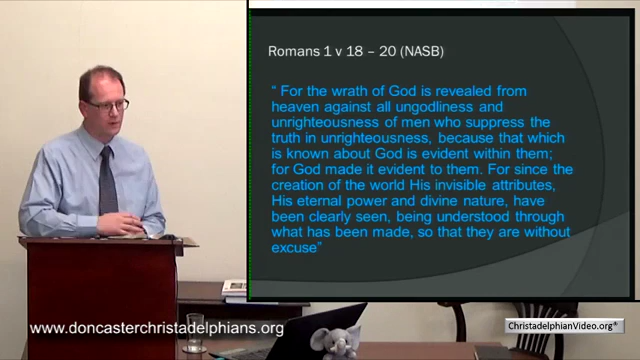 Romans 1 v 18 – 20 (NASB)
“ For the wrath of God is revealed from
heaven against all ungodliness and
unrighteousness of men who suppress the
truth in unrighteousness, because that which
is known about God is evident within them;
for God made it evident to them. For since the
creation of the world His invisible attributes,
His eternal power and divine nature, have
been clearly seen, being understood through
what has been made, so that they are without
excuse”
www.doncasterchristadelphians.org
ChristadelphianVideo.org®